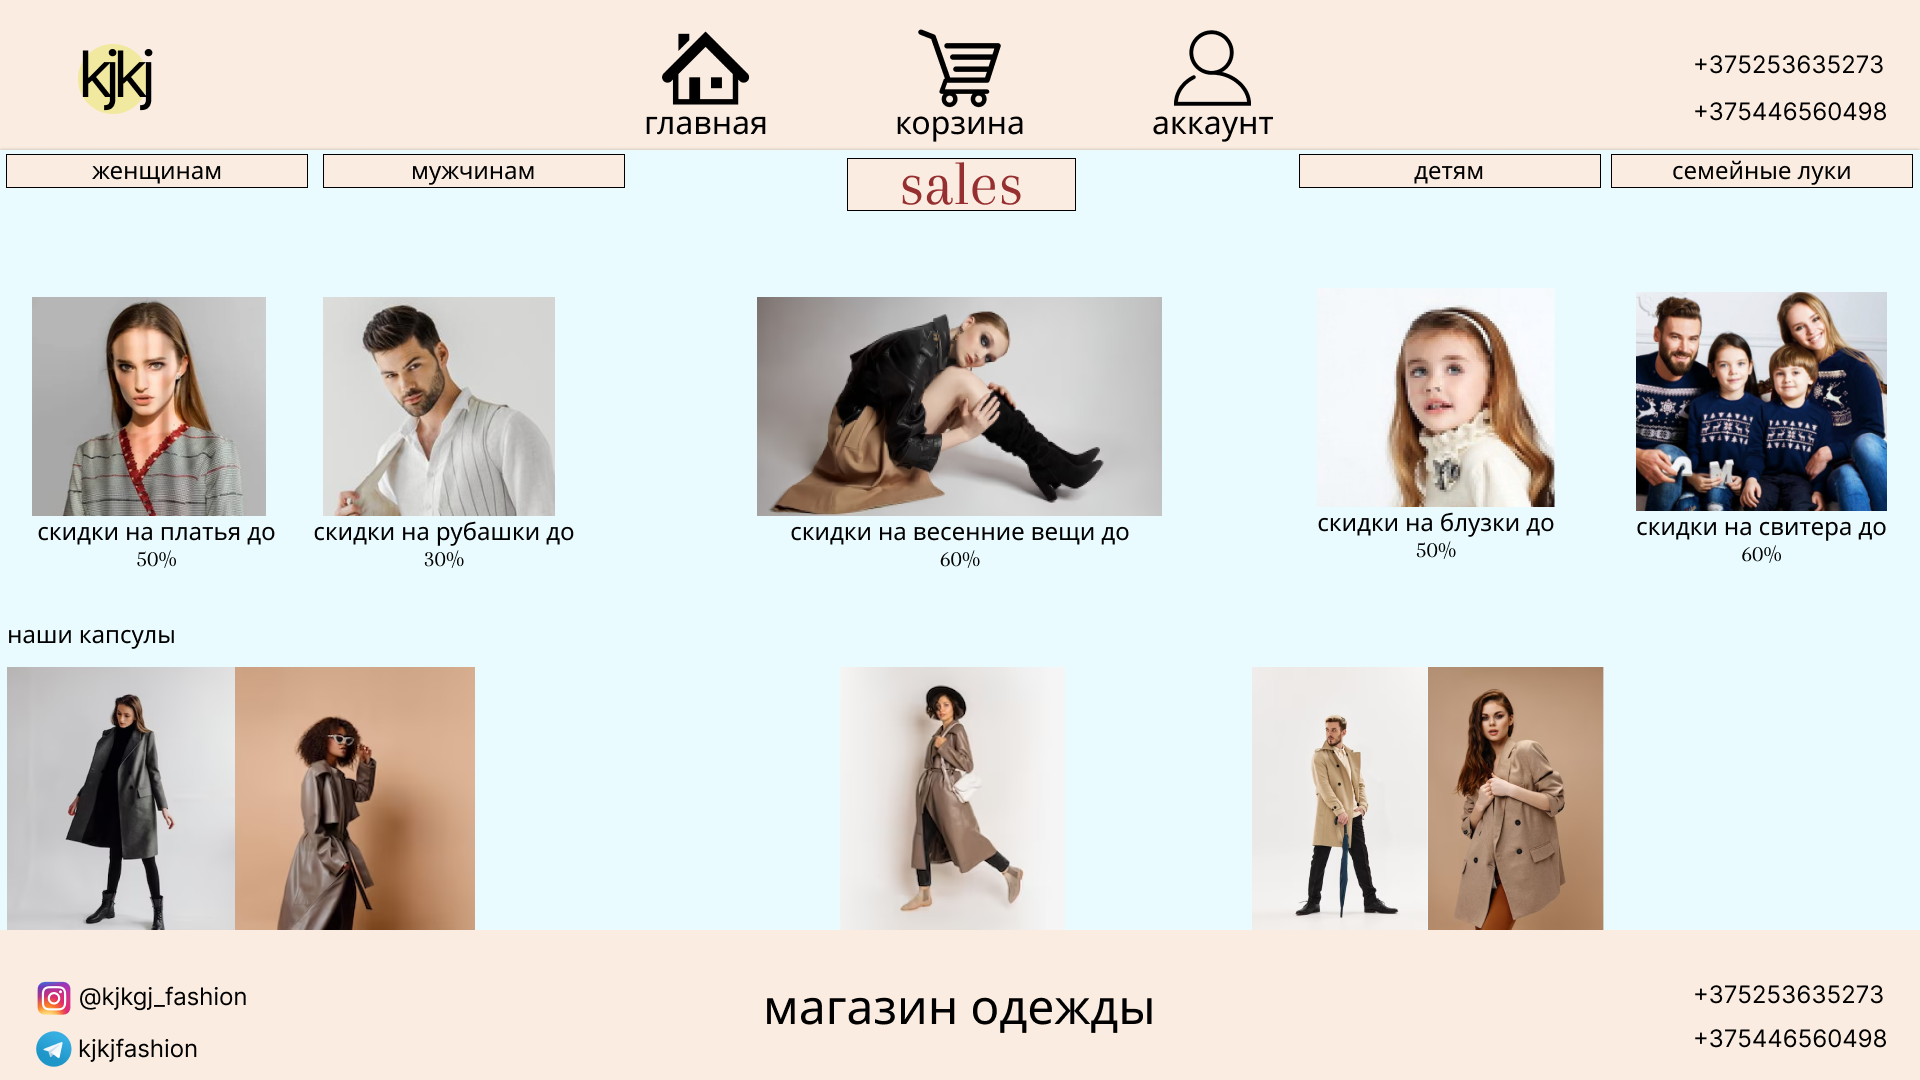 kjkj
главная
корзина
аккаунт
+375253635273
+375446560498
женщинам
мужчинам
sales
детям
семейные луки
скидки на платья до
50%
скидки на рубашки до
30%
скидки на весенние вещи до
60%
скидки на блузки до
50%
скидки на свитера до
60%
наши капсулы
@kjkgj_fashion
kjkjfashion
магазин одежды
+375253635273
+375446560498